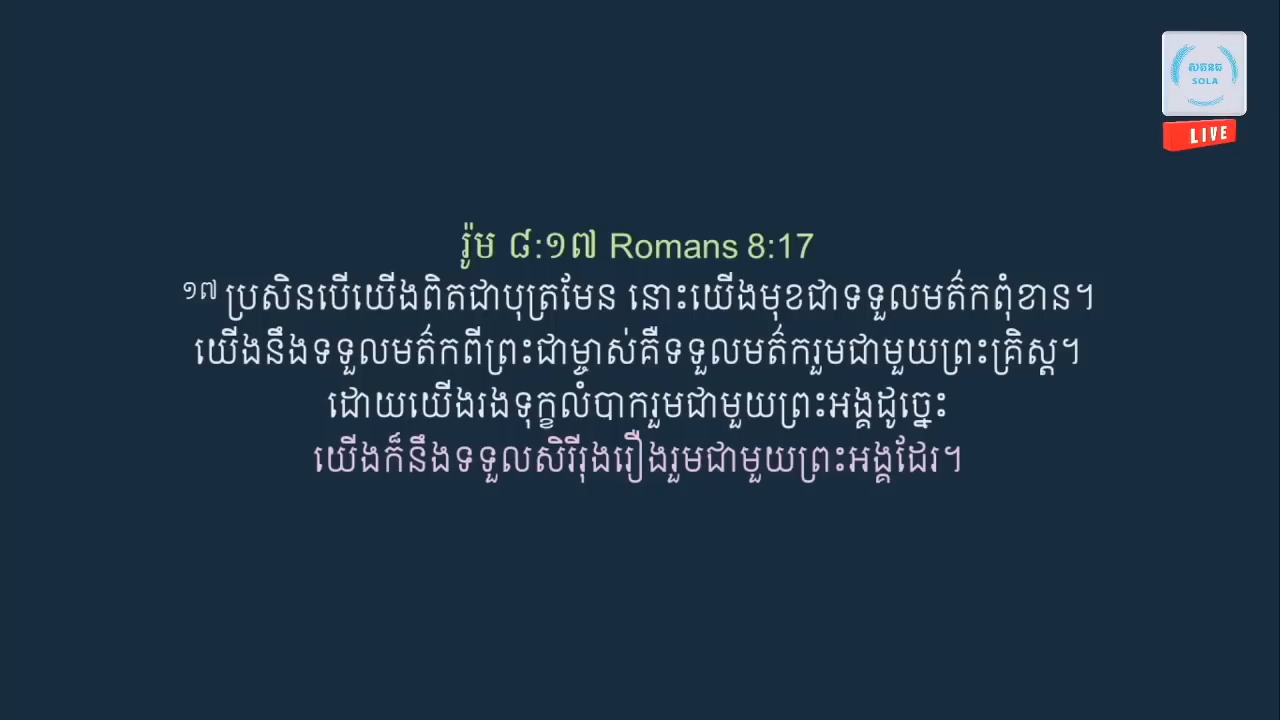 សគនធ
SOLA
LIVE
រ៉ូម ៨:១៧ Romans 8:17
១៧ ប្រសិនបើយើងពិតជាបុត្រមែន នោះយើងមុខជាទទួលមត៌កពុំខាន។
យើងនឹងទទួលមត៌កពីព្រះជាម្ចាស់គឺទទួលមត៌ករួមជាមួយព្រះគ្រិស្ត។
ដោយយើងរងទុក្ខលំបាករួមជាមួយព្រះអង្គដូច្នេះ
យើងក៏នឹងទទួលសិរីរុងរឿងរួមជាមួយព្រះអង្គដែរ។